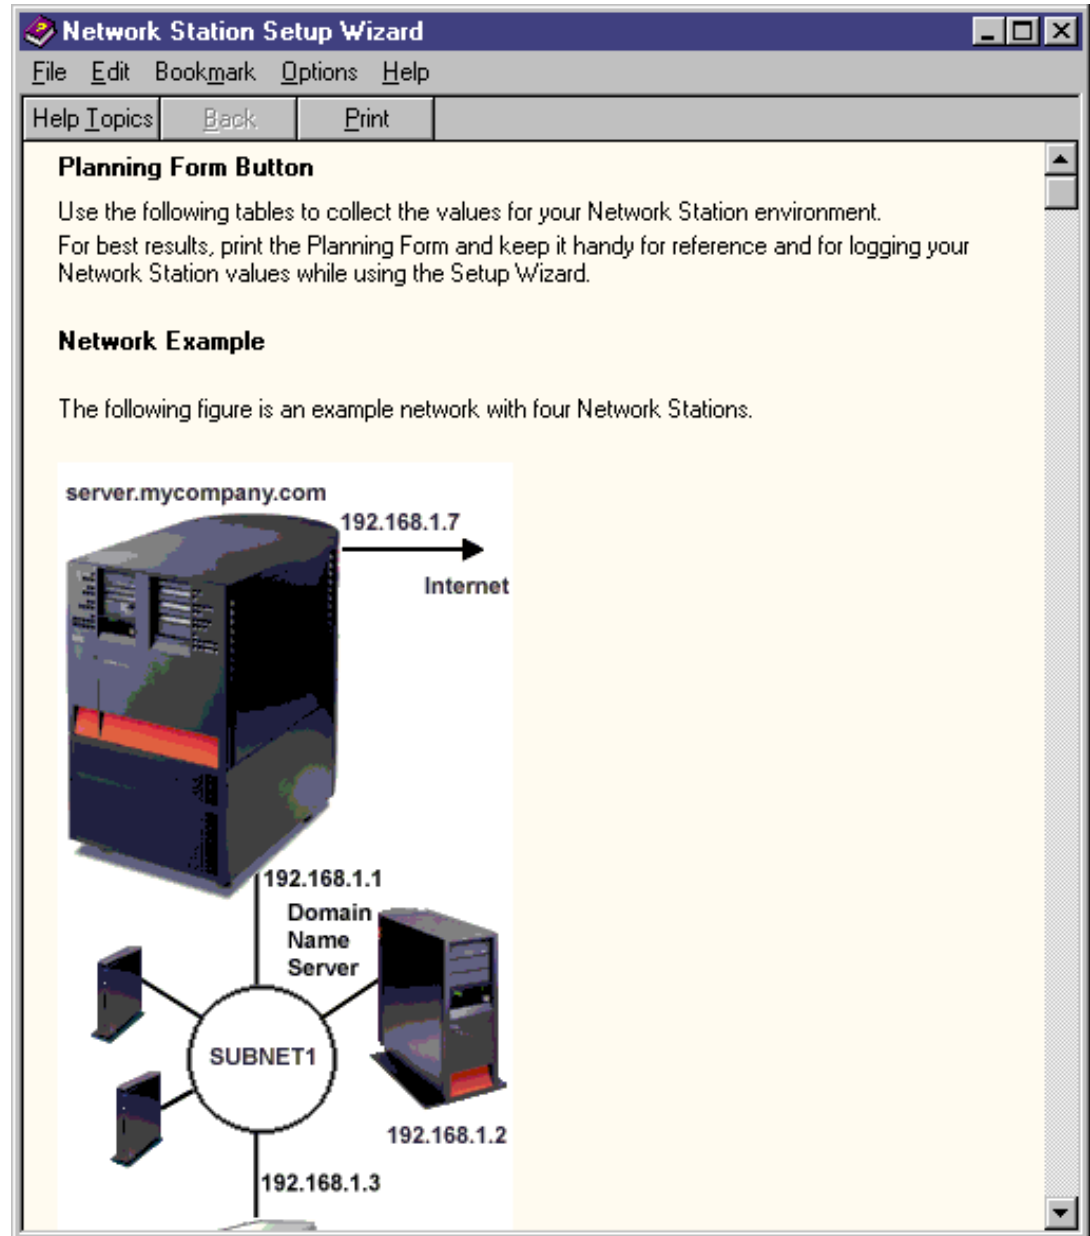 Network Station Setup Wizard
File Edit Bookmark Options Help
Help Topics Back Print
Planning Form Button
Use the following tables to collect the values for your Network Station environment.
For best results, print the Planning Form and keep it handy for reference and for logging your
Network Station values while using the Setup Wizard.
Network Example
The following figure is an example network with four Network Stations.
server.mycompany.com
192.168.1.7
Internet
192.168.1.1
Domain
Name
Server
SUBNET1
192.168.1.2
192.168.1.3